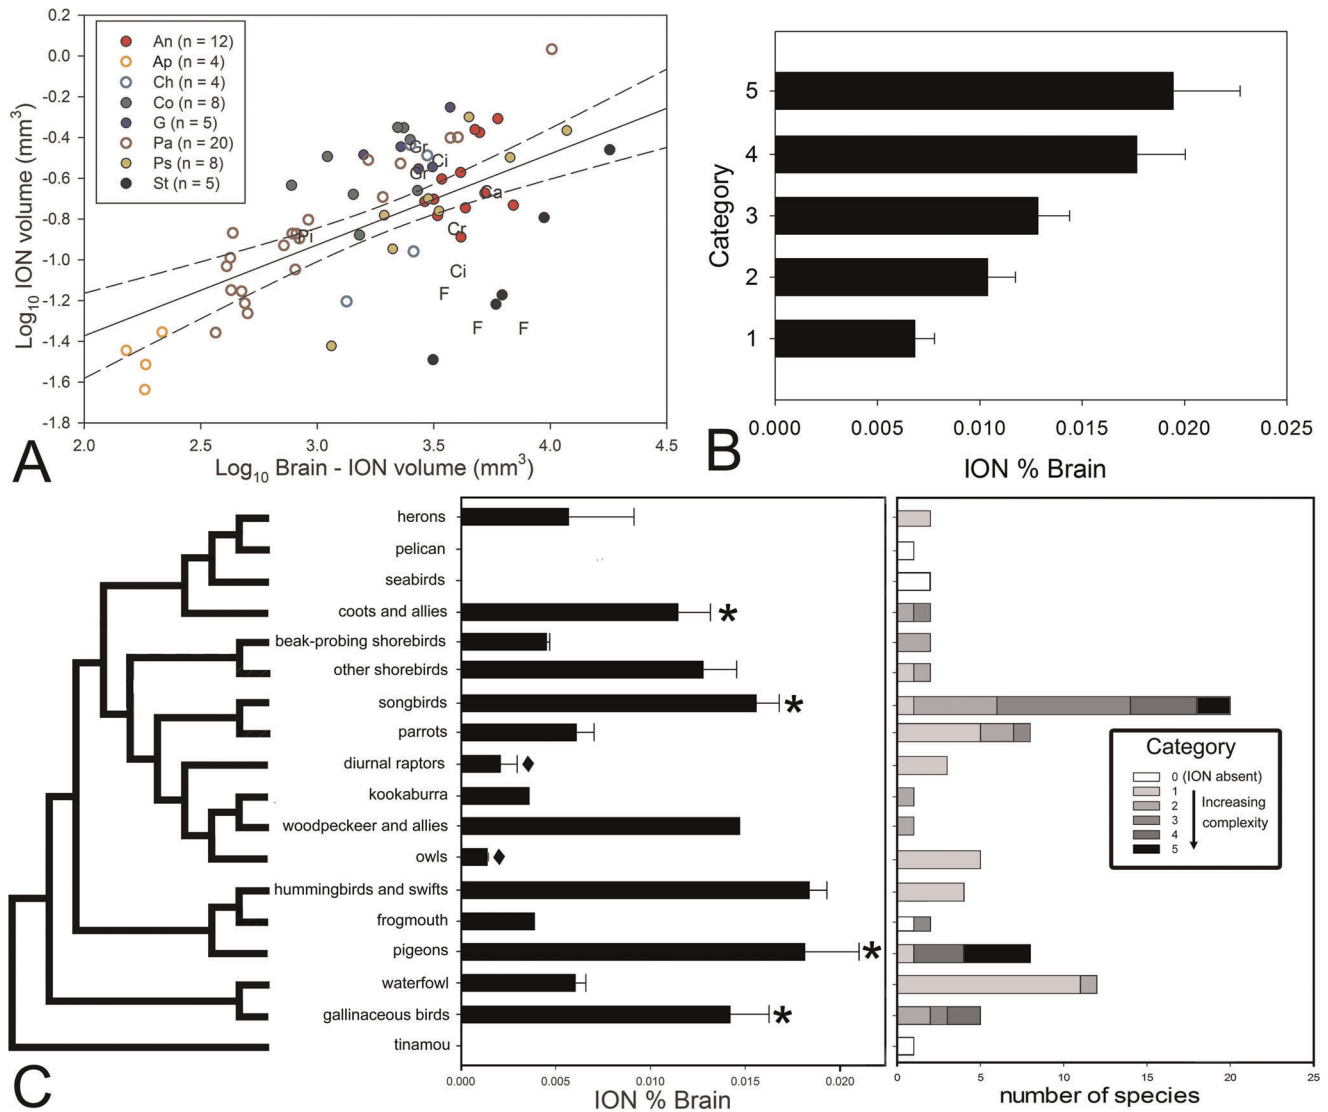 0.2
0.0
-0.2
-0.4
-0.6
-0.8
-1.0
-1.2
-1.4
-1.6
-1.8
Log10 ION volume (mm3)
An (n = 12)
Ap (n = 4)
Ch (n = 4)
Co (n = 8)
G (n = 5)
Pa (n = 20)
Ps (n = 8)
St (n = 5)
Gr
Ci
Gr
Ca
Pi
Cr
Ci
F
F
F
2.0 2.5 3.0 3.5 4.0 4.5
Log10 Brain - ION volume (mm3)
A
Category
5
4
3
2
1
0.000 0.005 0.010 0.015 0.020 0.025
ION % Brain
B
herons
pelican
seabirds
coots and allies *
beak-probing shorebirds
other shorebirds
songbirds *
parrots
diurnal raptors ♦
kookaburra
woodpeckeer and allies
owls ♦
hummingbirds and swifts
frogmouth
pigeons *
waterfowl
gallinaceous birds *
tinamou
0.000 0.005 0.010 0.015 0.020
ION % Brain
Category
0 (ION absent)
1
2
3
4
5
Increasing
complexity
0 5 10 15 20 25
number of species
C